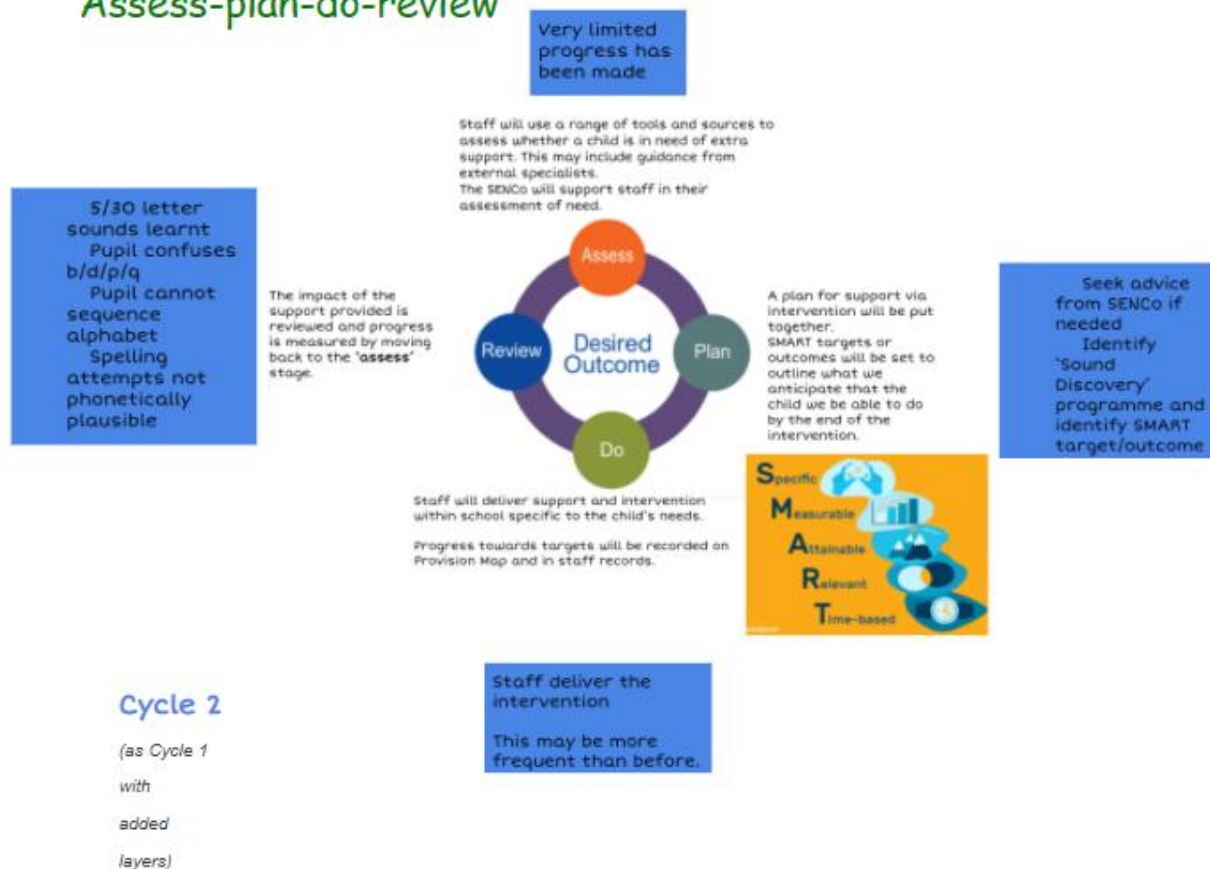 Assess-plan-do-review
Very limited
progress has
been made
Staff will use a range of tools and sources to
assess whether a child is in need of extra
support. This may include guidance from
external specialists.
The SENCo will support staff in their
assessment of need.
5/30 letter
sounds learnt
Pupil confuses
b/d/p/q
Pupil cannot
sequence
alphabet
Spelling
attempts not
phonetically
plausible
The impact of the
support provided is
reviewed and progress
is measured by moving
back to the 'assess'
stage.
Assess
Review
Desired
Outcome
Plan
Do
A plan for support via
intervention will be put
together.
SMART targets or
outcomes will be set to
outline what we
anticipate that the
child we be able to do
by the end of the
intervention.
Seek advice
from SENCo if
needed
Identify
'Sound
Discovery'
programme and
identify SMART
target/outcome
Specific
Measurable
Attainable
Relevant
Time-based
Staff will deliver support and intervention
within school specific to the child's needs.
Progress towards targets will be recorded on
Provision Map and in staff records.
Staff deliver the
intervention
This may be more
frequent than before.
Cycle 2
(as Cycle 1
with
added
layers)